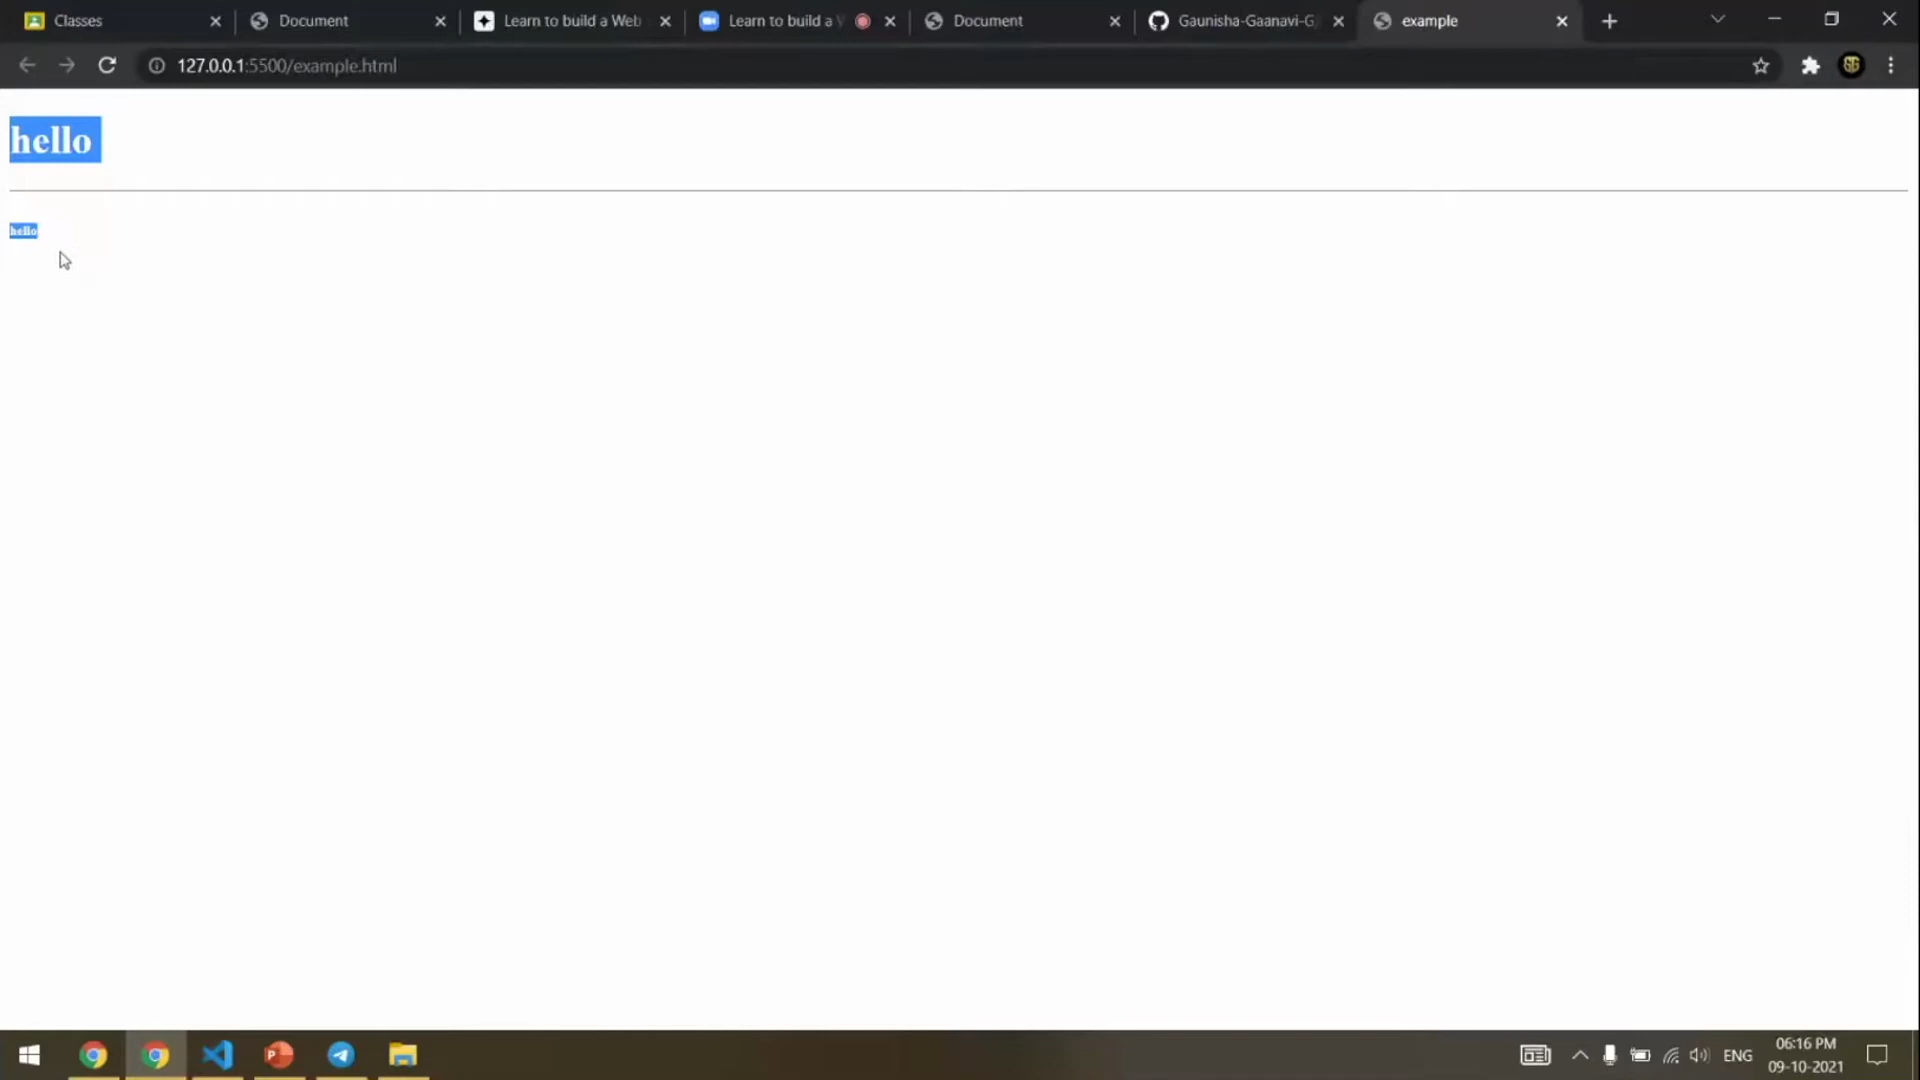 Classes
Document
Learn to build a Web
Learn to build a
Document
Gaunisha-Gaanavi-G
example
127.0.0.1:5500/example.html
hello
hello
ENG
06:16 PM
09-10-2021